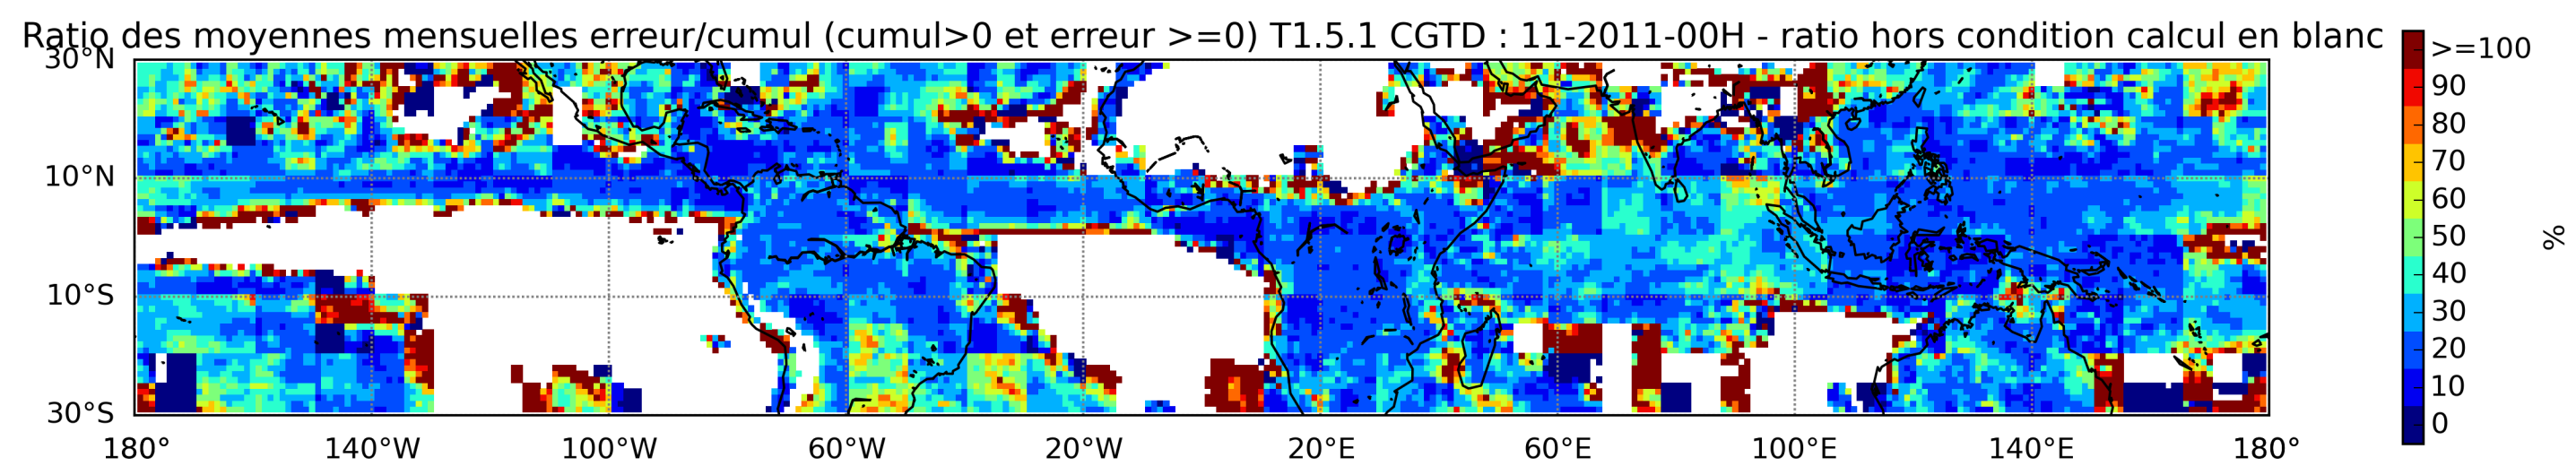 Ratio des moyennes mensuelles erreur/cumul (cumul>0 et erreur >=0) T1.5.1 CGTD : 11-2011-00H - ratio hors condition calcul en blanc
30°N
10°N
10°S
30°S
180°
140°W
100°W
60°W
20°W
20°E
60°E
100°E
140°E
180°
>=100
90
80
70
60
50
40
30
20
10
0
%